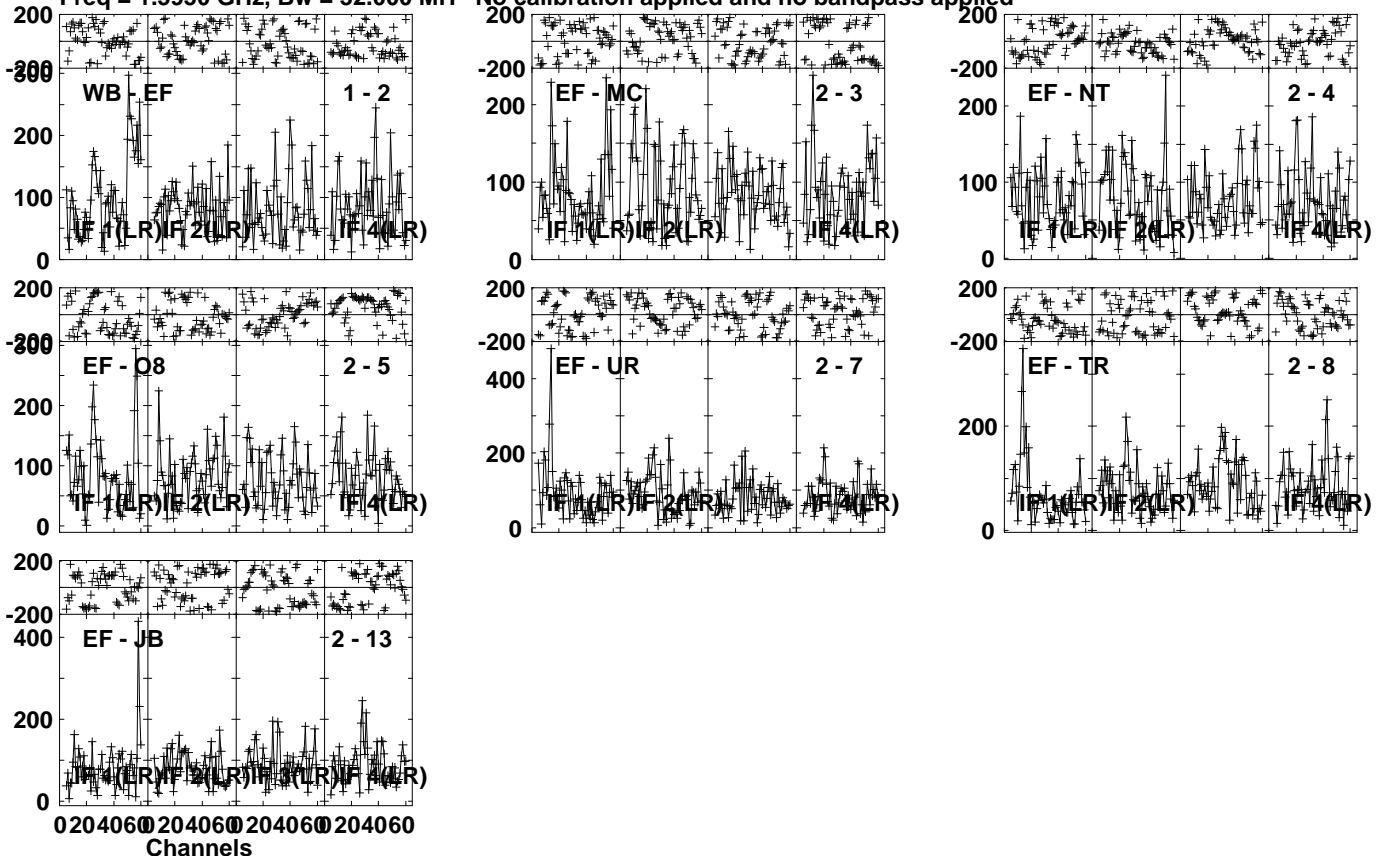 Freq = 1.5950 GHz, Bw = 32.000 MH No calibration applied and no bandpass applied
200
-200
300
WB - EF 1 - 2
200
100
IF 1(LR) IF 2(LR) IF 4(LR)
0
200
-200
EF - MC 2 - 3
200
100
IF 1(LR) IF 2(LR) IF 4(LR)
0
200
-200
EF - NT 2 - 4
200
100
IF 1(LR) IF 2(LR) IF 4(LR)
0
200
-200
300
EF - O8 2 - 5
200
100
IF 1(LR) IF 2(LR) IF 4(LR)
0
200
-200
EF - UR 2 - 7
400
200
IF 1(LR) IF 2(LR) IF 4(LR)
0
200
-200
EF - TR 2 - 8
200
IF 1(LR) IF 2(LR) IF 4(LR)
0
200
-200
EF - JB 2 - 13
400
200
IF 1(LR) IF 2(LR) IF 3(LR) IF 4(LR)
0
0 20 40 60 0 20 40 60 0 20 40 60 0 20 40 60
Channels